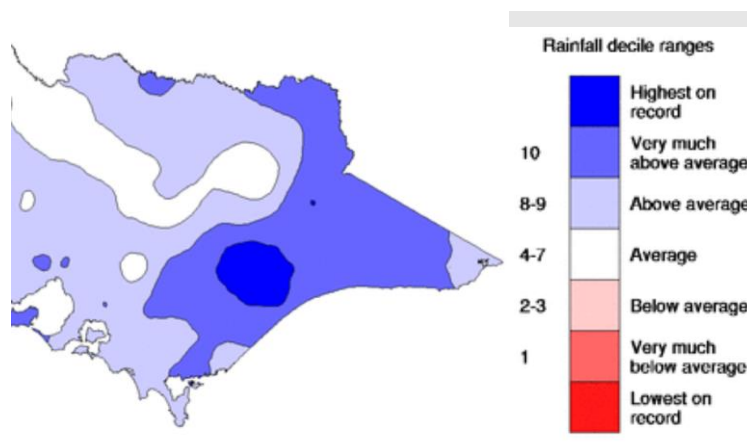 Rainfall decile ranges
Highest on
record
10
Very much
above average
8-9
Above average
4-7
Average
2-3
Below average
1
Very much
below average
Lowest on
record